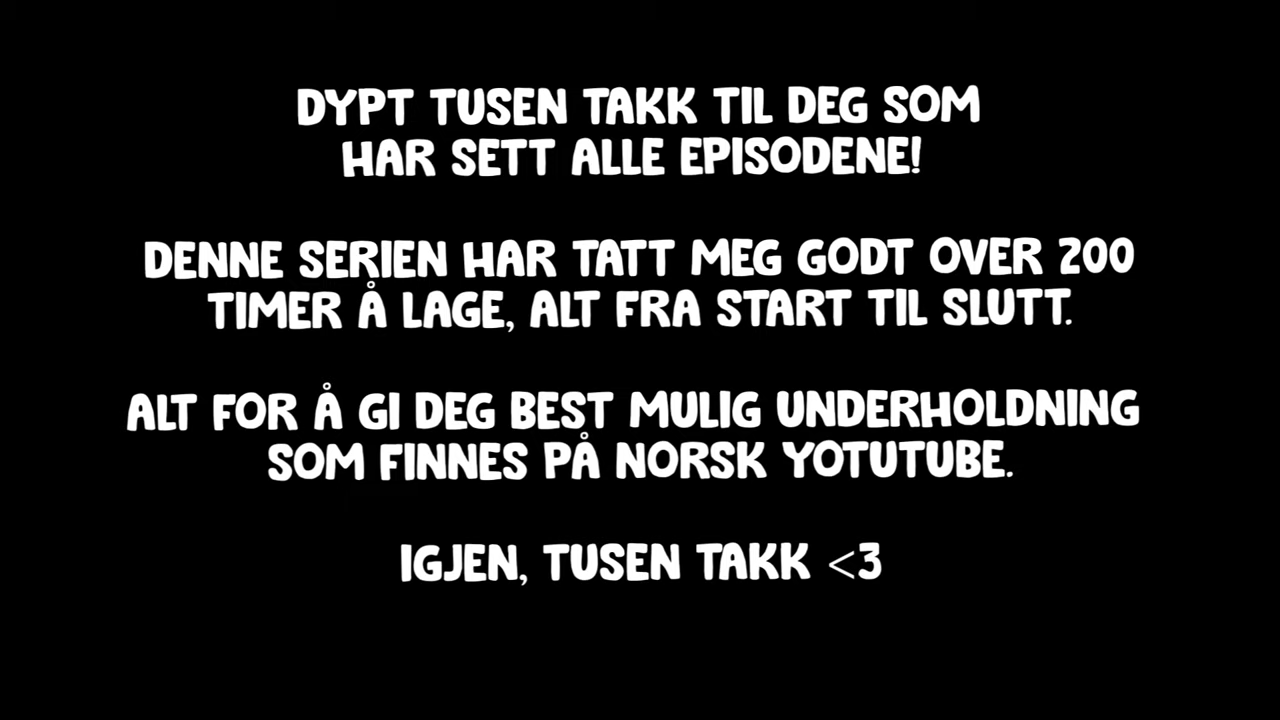 DYPT TUSEN TAKK TIL DEG SOM
HAR SETT ALLE EPISODENE!
DENNE SERIEN HAR TATT MEG GODT OVER 200
TIMER Å LAGE, ALT FRA START TIL SLUTT.
ALT FOR Å GI DEG BEST MULIG UNDERHOLDNING
SOM FINNES PÅ NORSK YOTUTUBE.
IGJEN, TUSEN TAKK <3